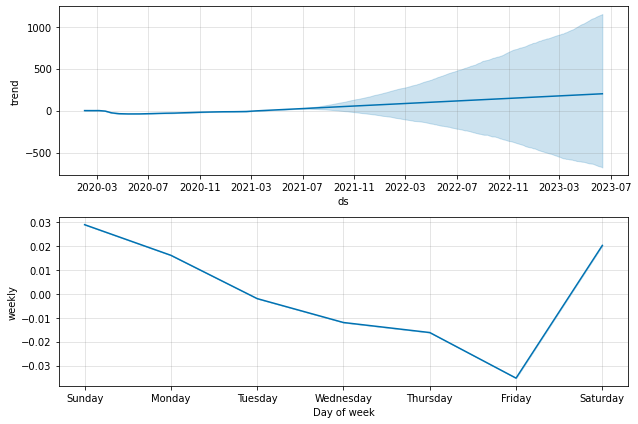 1000
500
0
−500
trend
2020-03 2020-07 2020-11 2021-03 2021-07 2021-11 2022-03 2022-07 2022-11 2023-03 2023-07
ds
0.03
0.02
0.01
0.00
−0.01
−0.02
−0.03
weekly
Sunday Monday Tuesday Wednesday Thursday Friday Saturday
Day of week